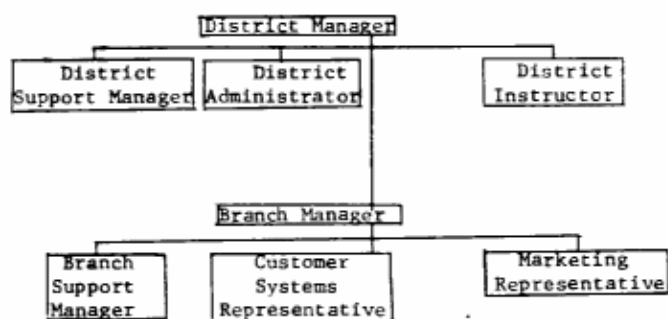 District Manager
District
Support Manager
District
Administrator
District
Instructor
Branch Manager
Branch
Support
Manager
Customer
Systems
Representative
Marketing
Representative